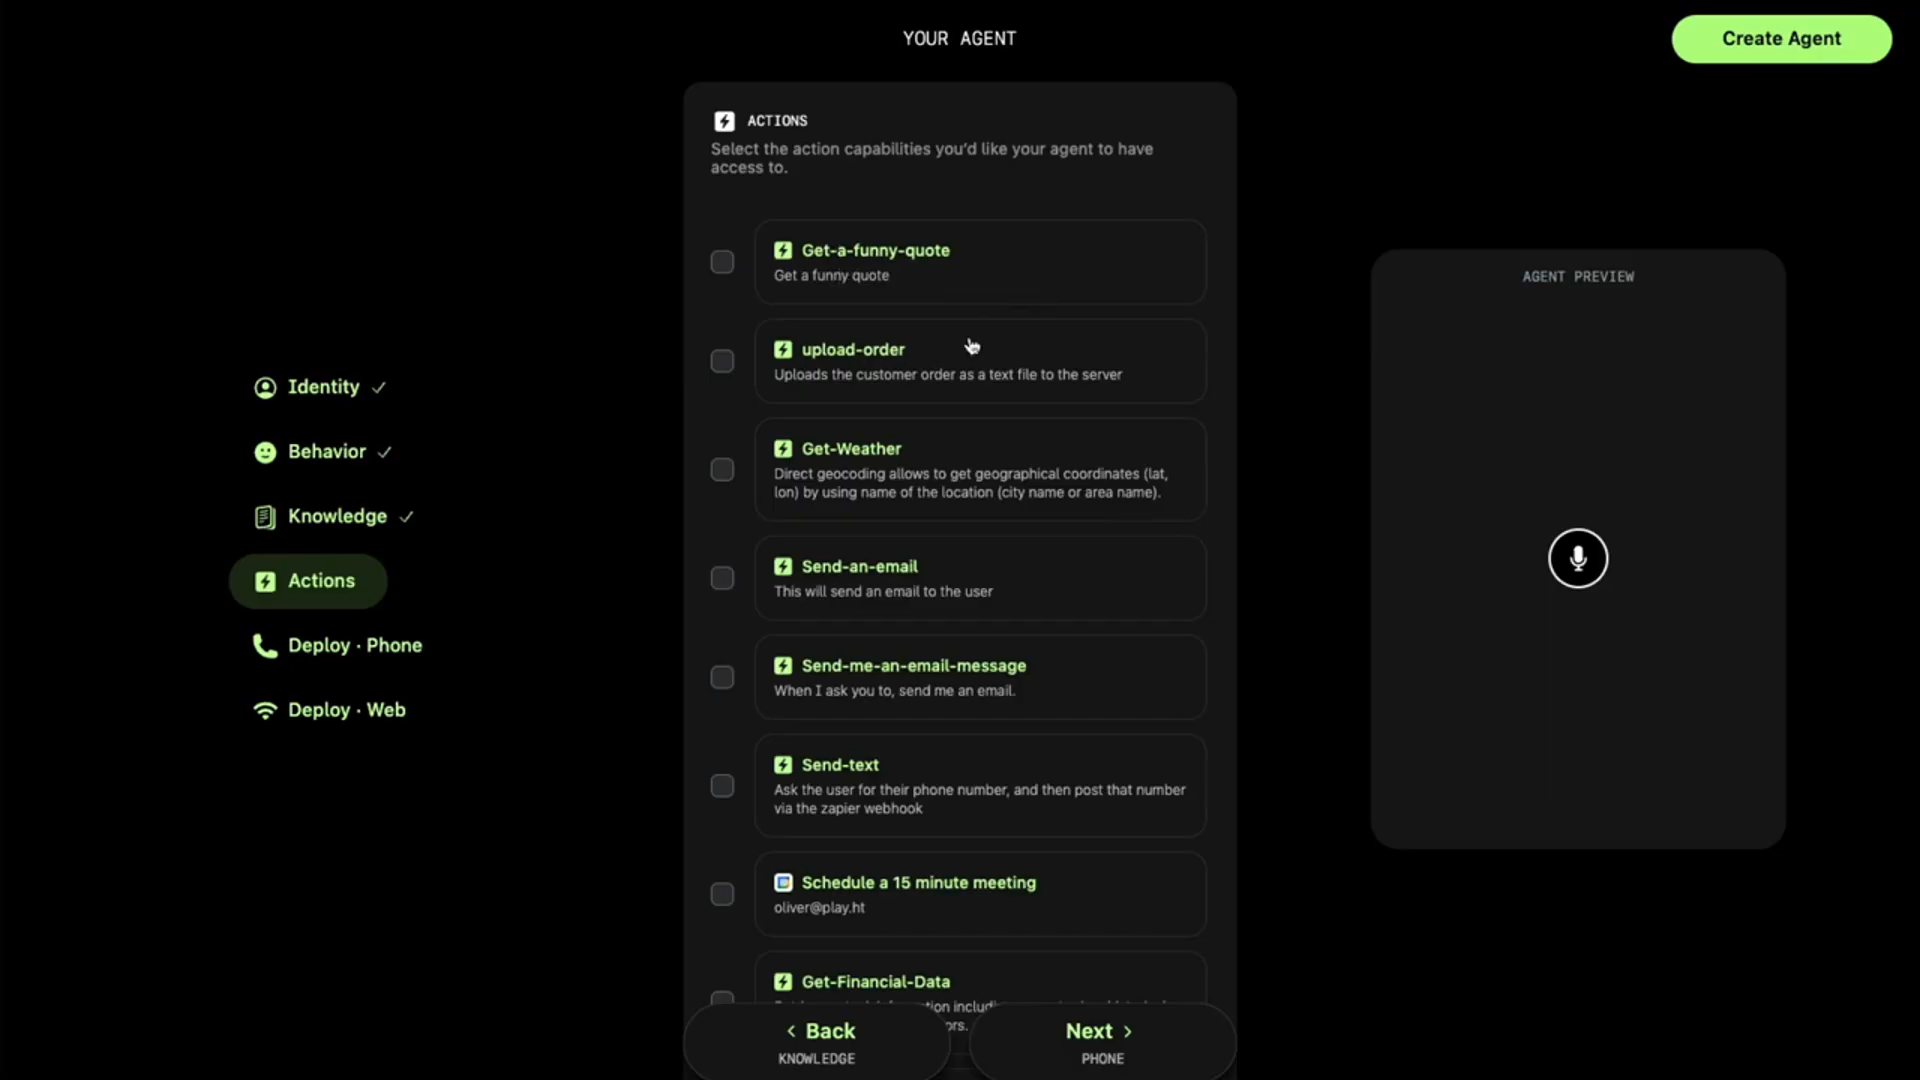 YOUR AGENT
Create Agent
ACTIONS
Select the action capabilities you'd like your agent to have
access to.
Get-a-funny-quote
Get a funny quote
upload-order
Uploads the customer order as a text file to the server
Get-Weather
Direct geocoding allows to get geographical coordinates (lat,
lon) by using name of the location (city name or area name).
Send-an-email
This will send an email to the user
Send-me-an-email-message
When I ask you to, send me an email.
Send-text
Ask the user for their phone number, and then post that number
via the zapier webhook
Schedule a 15 minute meeting
oliver@play.ht
Get-Financial-Data
Back
KNOWLEDGE
Next
PHONE
Identity
Behavior
Knowledge
Actions
Deploy · Phone
Deploy · Web
AGENT PREVIEW